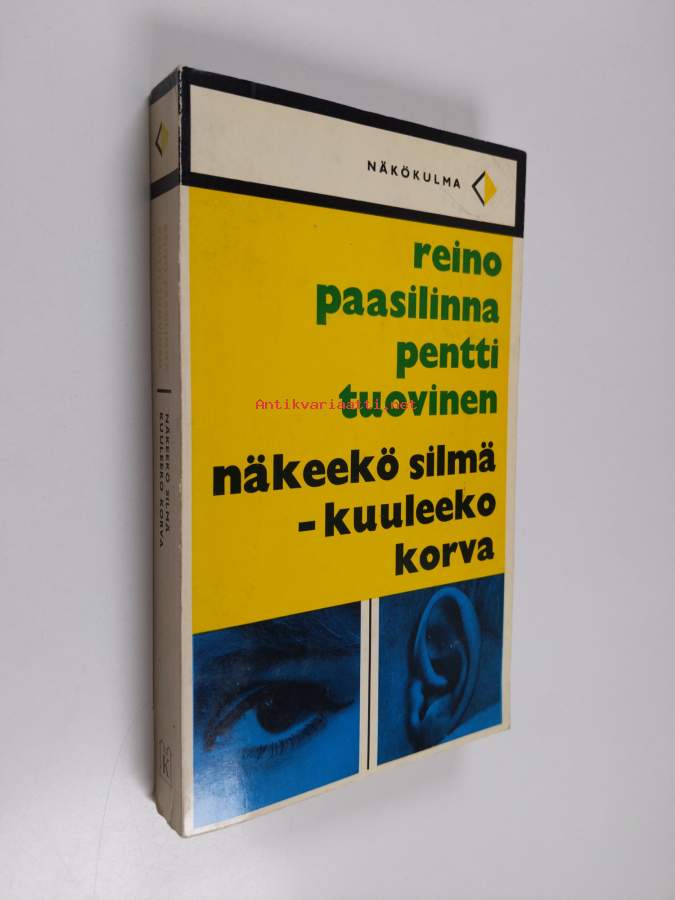 NÄKÖKULMA
reino
paasilinna
pentti
tuovinen
Antikvariaatti.net
näkeekö silmä
-kuuleeko
korva
NÄKEEKÖ SILMÄ
KUULEEKO KORVA